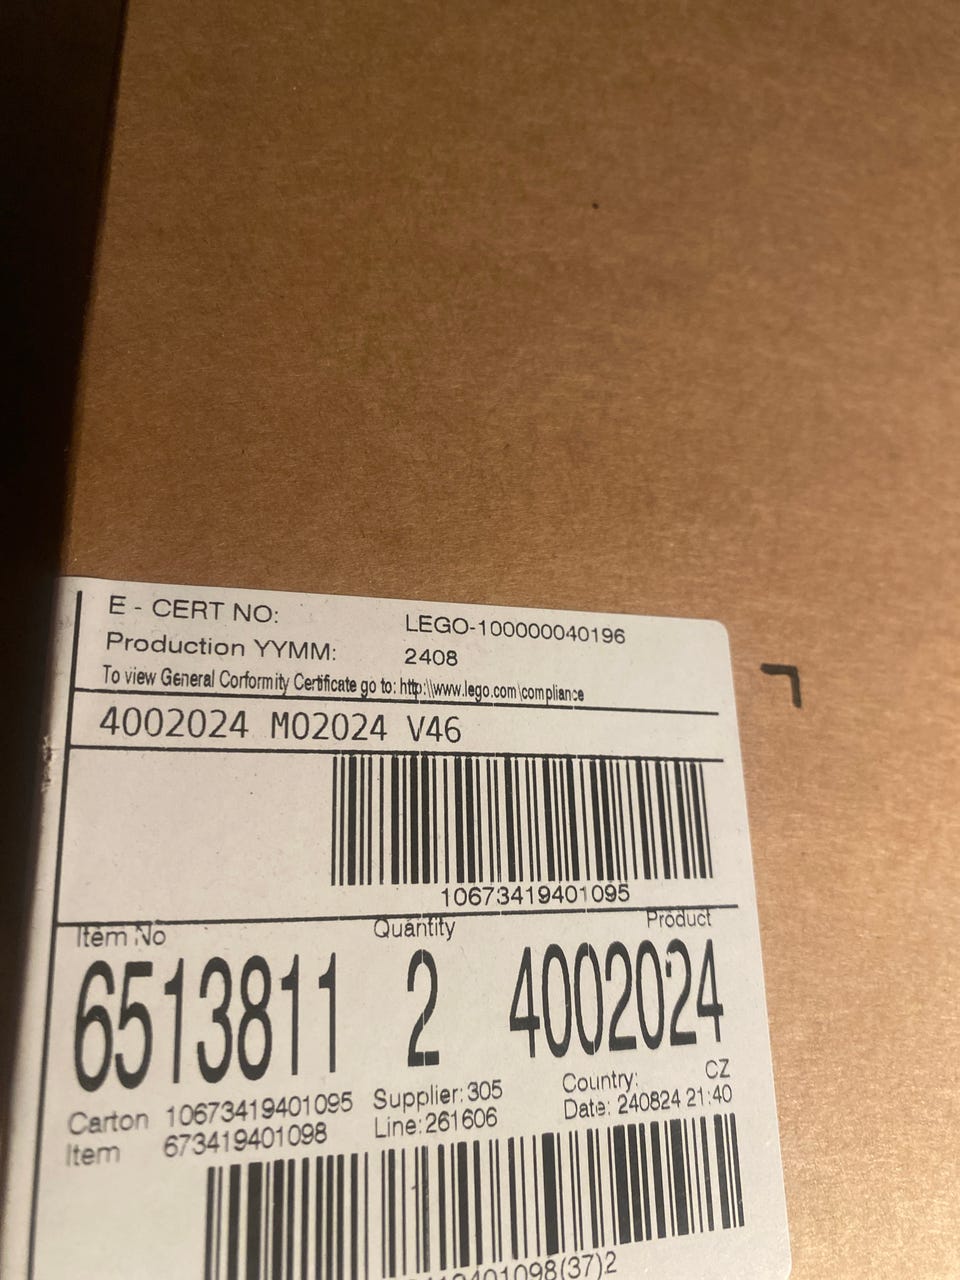 E - CERT NO: LEGO-100000040196
Production YYMM: 2408
To view General Corformity Certificate go to: http:\\www.lego.com\compliance
4002024 M02024 V46
10673419401095
Item No Quantity Product
6513811 2 4002024
Carton 10673419401095 Supplier: 305 Country: CZ
Item 673419401098 Line: 261606 Date: 240824 21:40